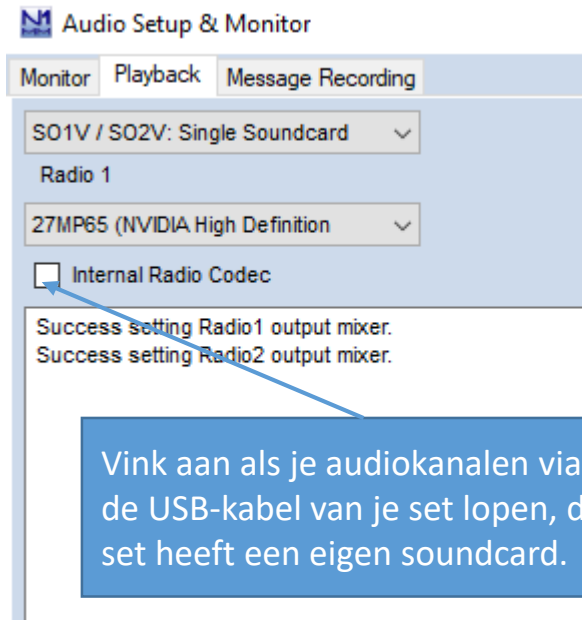 Audio Setup & Monitor
Monitor Playback Message Recording
SO1V / SO2V: Single Soundcard
Radio 1
27MP65 (NVIDIA High Definition
Internal Radio Codec
Success setting Radio1 output mixer.
Success setting Radio2 output mixer.
Vink aan als je audiokanalen via
de USB-kabel van je set lopen,
set heeft een eigen soundcard.